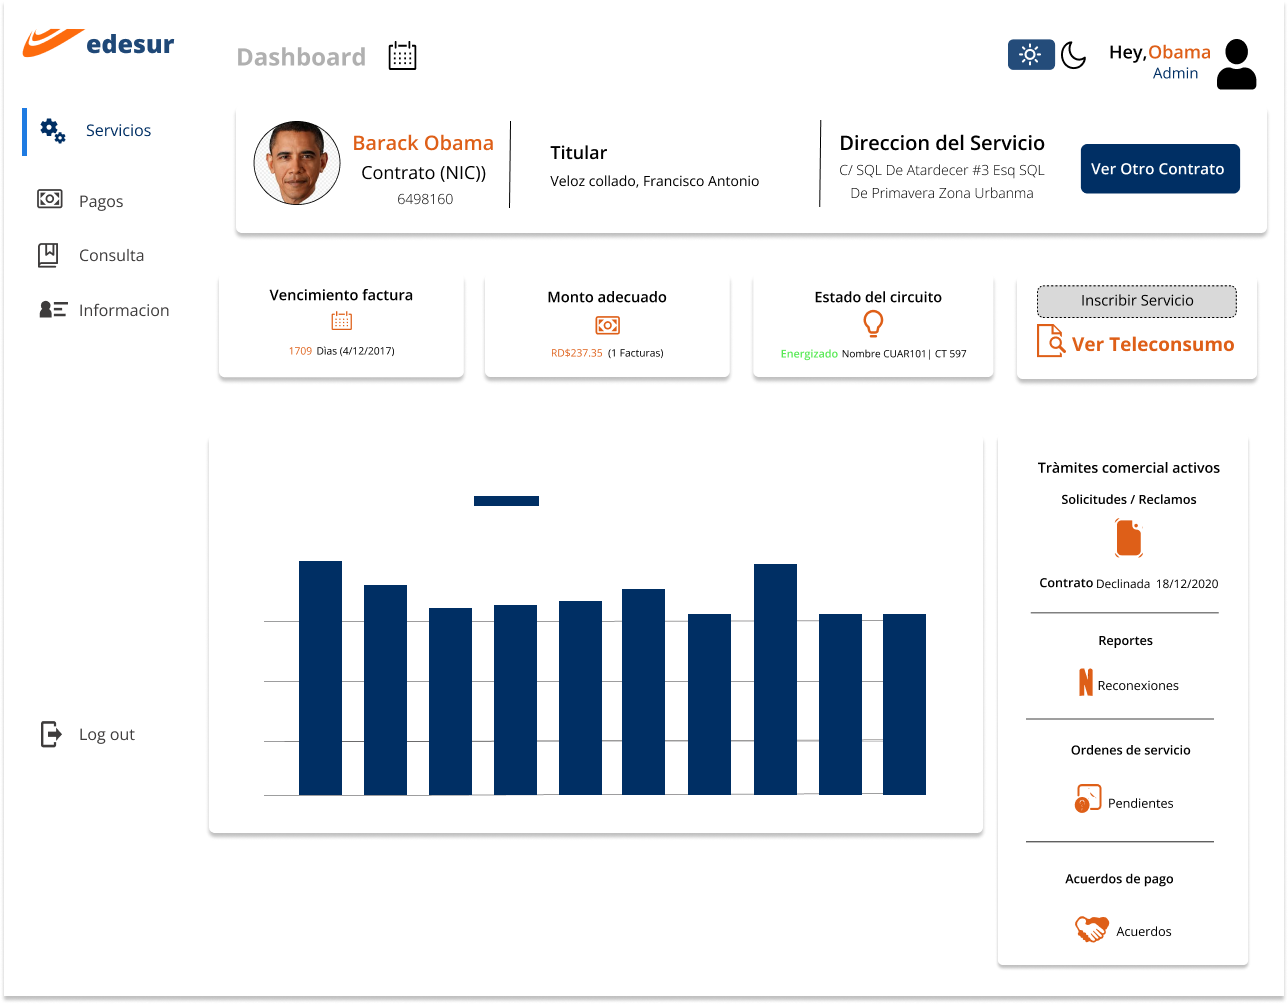 edesur
Dashboard
Hey,Obama
Admin
Servicios
Pagos
Consulta
Informacion
Log out
Barack Obama
Contrato (NIC))
6498160
Titular
Veloz collado, Francisco Antonio
Direccion del Servicio
C/ SQL De Atardecer #3 Esq SQL
De Primavera Zona Urbanma
Ver Otro Contrato
Vencimiento factura
1709 Dìas (4/12/2017)
Monto adecuado
RD$237.35 (1 Facturas)
Estado del circuito
Energizado Nombre CUAR101| CT 597
Inscribir Servicio
Ver Teleconsumo
Tràmites comercial activos
Solicitudes / Reclamos
Contrato Declinada 18/12/2020
Reportes
Reconexiones
Ordenes de servicio
Pendientes
Acuerdos de pago
Acuerdos